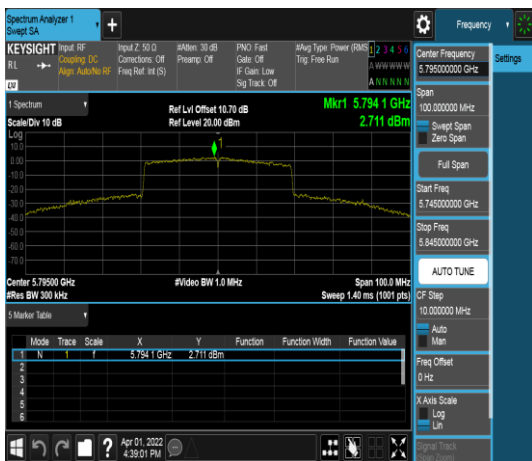 Spectrum Analyzer 1
Swept SA
Frequency
KEYSIGHT
Input: RF
Coupling: DC
Align: Auto/No RF
Input Z: 50 Ω
Corrections: Off
Freq Ref: Int (S)
#Atten: 30 dB
Preamp: Off
PNO: Fast
Gate: Off
IF Gain: Low
Sig Track: Off
#Avg Type: Power (RMS
Trig: Free Run
1 2 3 4 5 6
A W W W W W
A N N N N N
RL
LXI
1 Spectrum
Scale/Div 10 dB
Ref Lvl Offset 10.70 dB
Ref Level 20.00 dBm
Mkr1 5.794 1 GHz
2.711 dBm
Log
10.0
0.00
-10.0
-20.0
-30.0
-40.0
-50.0
-60.0
-70.0
1
Center 5.79500 GHz
#Res BW 300 kHz
#Video BW 1.0 MHz
Span 100.0 MHz
Sweep 1.40 ms (1001 pts)
5 Marker Table
Mode Trace Scale X Y Function Function Width Function Value
1 N 1 f 5.794 1 GHz 2.711 dBm
2
3
4
5
6
Apr 01, 2022
4:39:01 PM
Center Frequency
5.795000000 GHz
Settings
Span
100.000000 MHz
Swept Span
Zero Span
Full Span
Start Freq
5.745000000 GHz
Stop Freq
5.845000000 GHz
AUTO TUNE
CF Step
10.000000 MHz
Auto
Man
Freq Offset
0 Hz
X Axis Scale
Log
Lin
Signal Track
(Span Zoom)